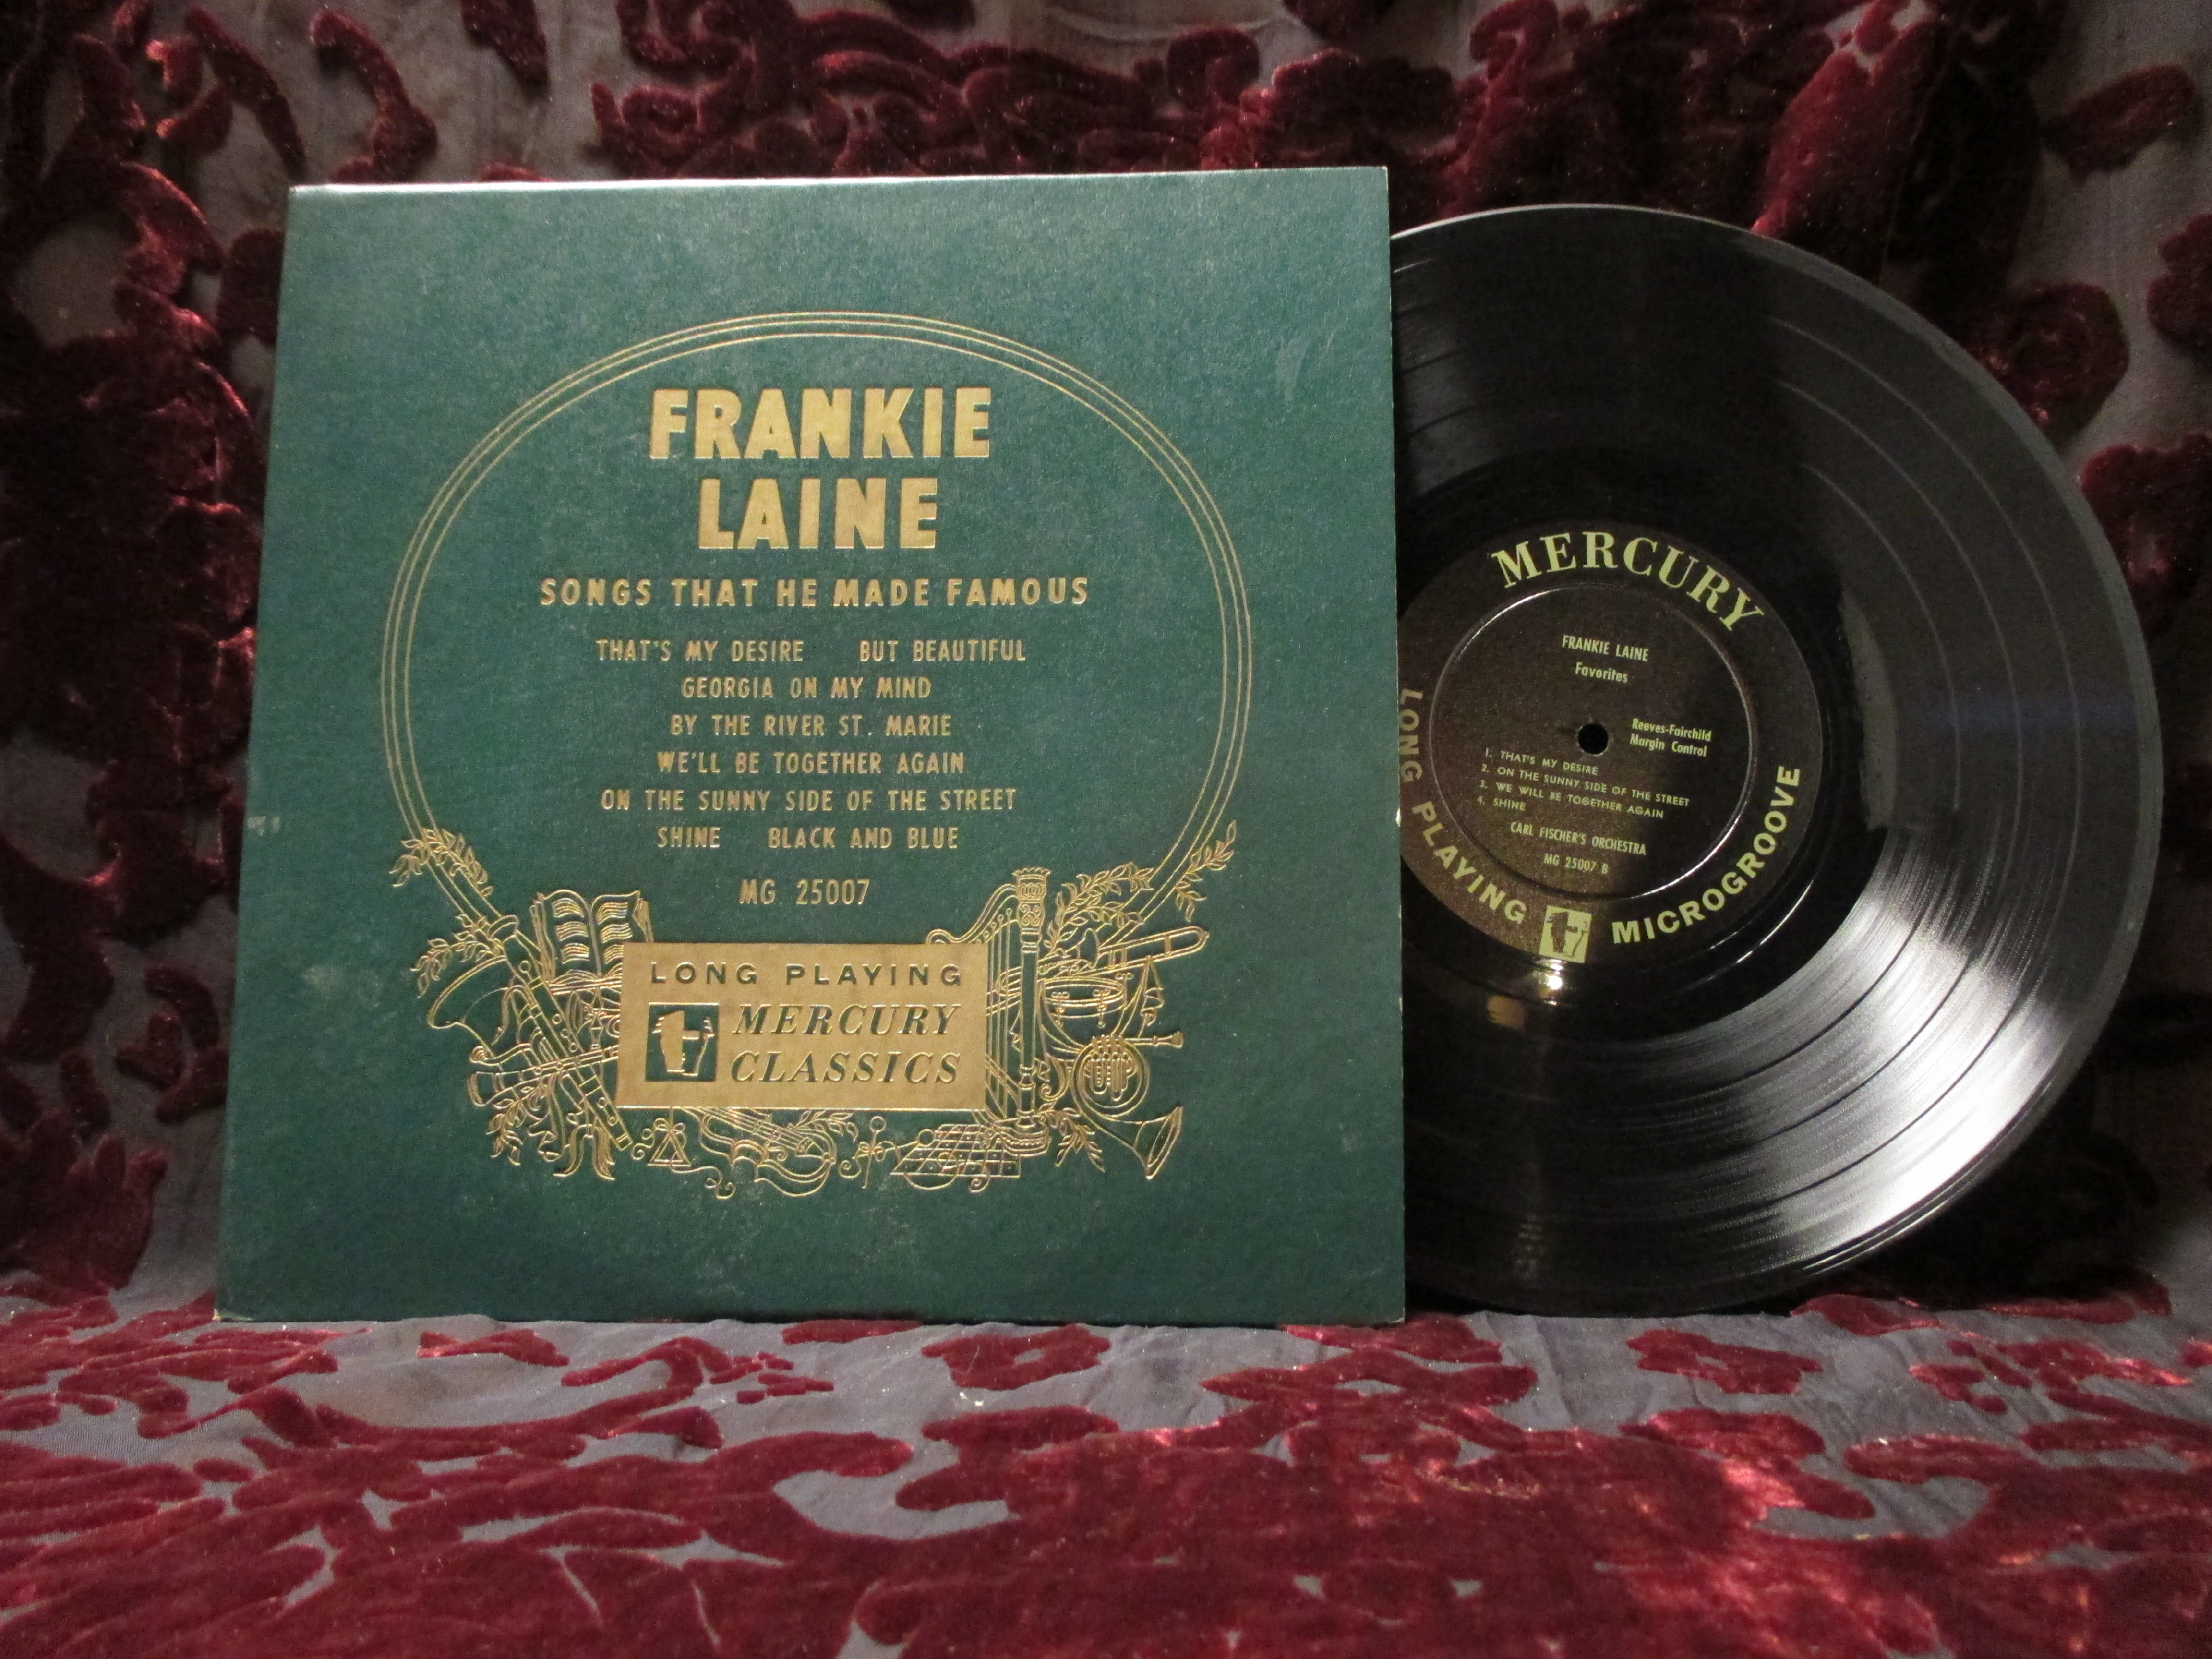 FRANKIE
LAINE
SONGS THAT HE MADE FAMOUS
THAT'S MY DESIRE BUT BEAUTIFUL
GEORGIA ON MY MIND
BY THE RIVER ST. MARIE
WE'LL BE TOGETHER AGAIN
ON THE SUNNY SIDE OF THE STREET
SHINE BLACK AND BLUE
MG 25007
LONG PLAYING
MERCURY
CLASSICS
MERCURY
FRANKIE LAINE
Favorites
Reeves-Fairchild
Margin Control
1. THAT'S MY DESIRE
2. ON THE SUNNY SIDE OF THE STREET
3. WE WILL BE TOGETHER AGAIN
4. SHINE
CARL FISCHER'S ORCHESTRA
MG 25007 B
LONG PLAYING MICROGROOVE